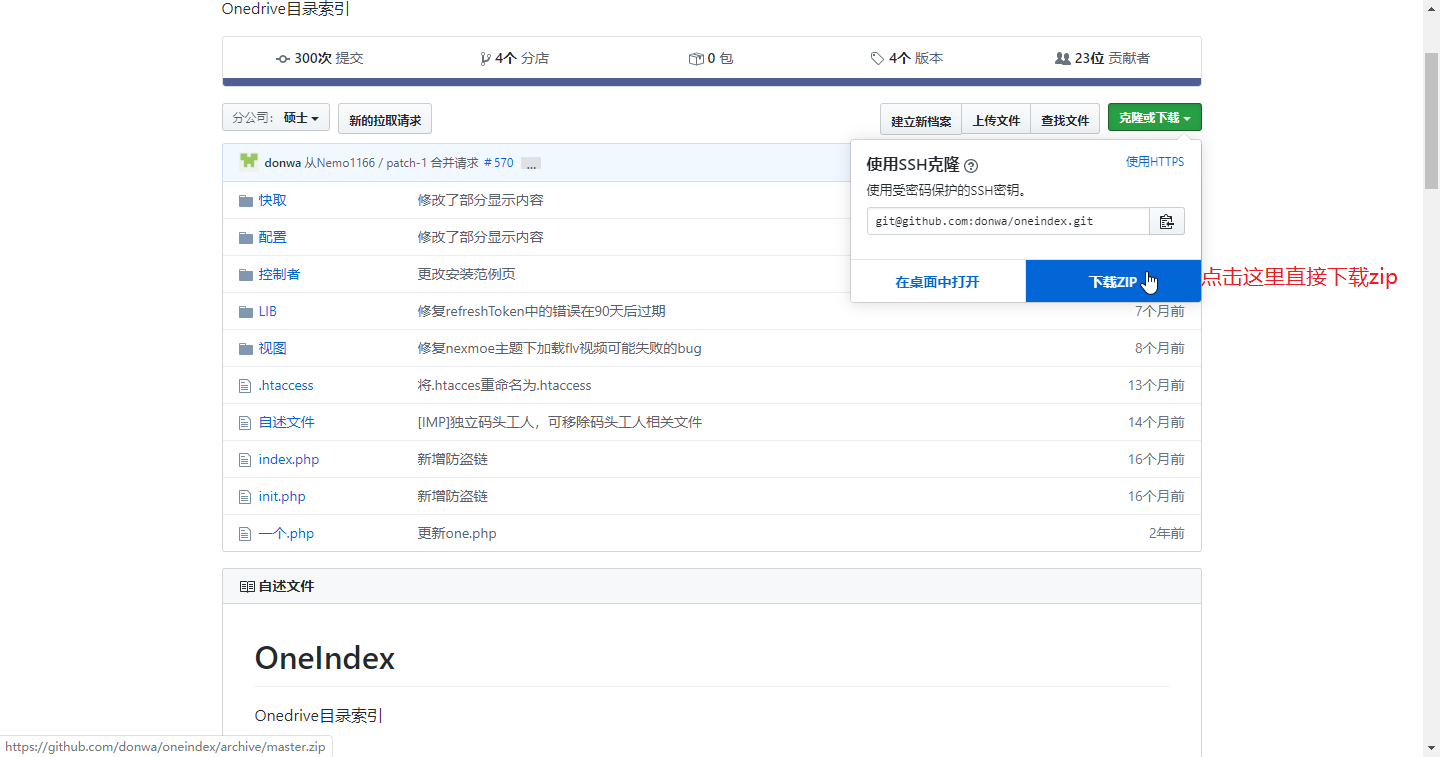 Onedrive目录索引
300次 提交 4个 分店 0 包 4个 版本 23位 贡献者
分公司： 硕士 新的拉取请求 建立新档案 上传文件 查找文件 克隆或下载
donwa 从Nemo1166 / patch-1 合并请求 #570 ...
使用SSH克隆 使用HTTPS
使用受密码保护的SSH密钥。
git@github.com:donwa/oneindex.git
在桌面中打开 下载ZIP 点击这里直接下载zip
快取 修改了部分显示内容
配置 修改了部分显示内容
控制者 更改安装范例页
LIB 修复refreshToken中的错误在90天后过期 7个月前
视图 修复nexmoe主题下加载flv视频可能失败的bug 8个月前
.htaccess 将.htacces重命名为.htaccess 13个月前
自述文件 [IMP]独立码头工人，可移除码头工人相关文件 14个月前
index.php 新增防盗链 16个月前
init.php 新增防盗链 16个月前
一个.php 更新one.php 2年前
自述文件
OneIndex
Onedrive目录索引
https://github.com/donwa/oneindex/archive/master.zip